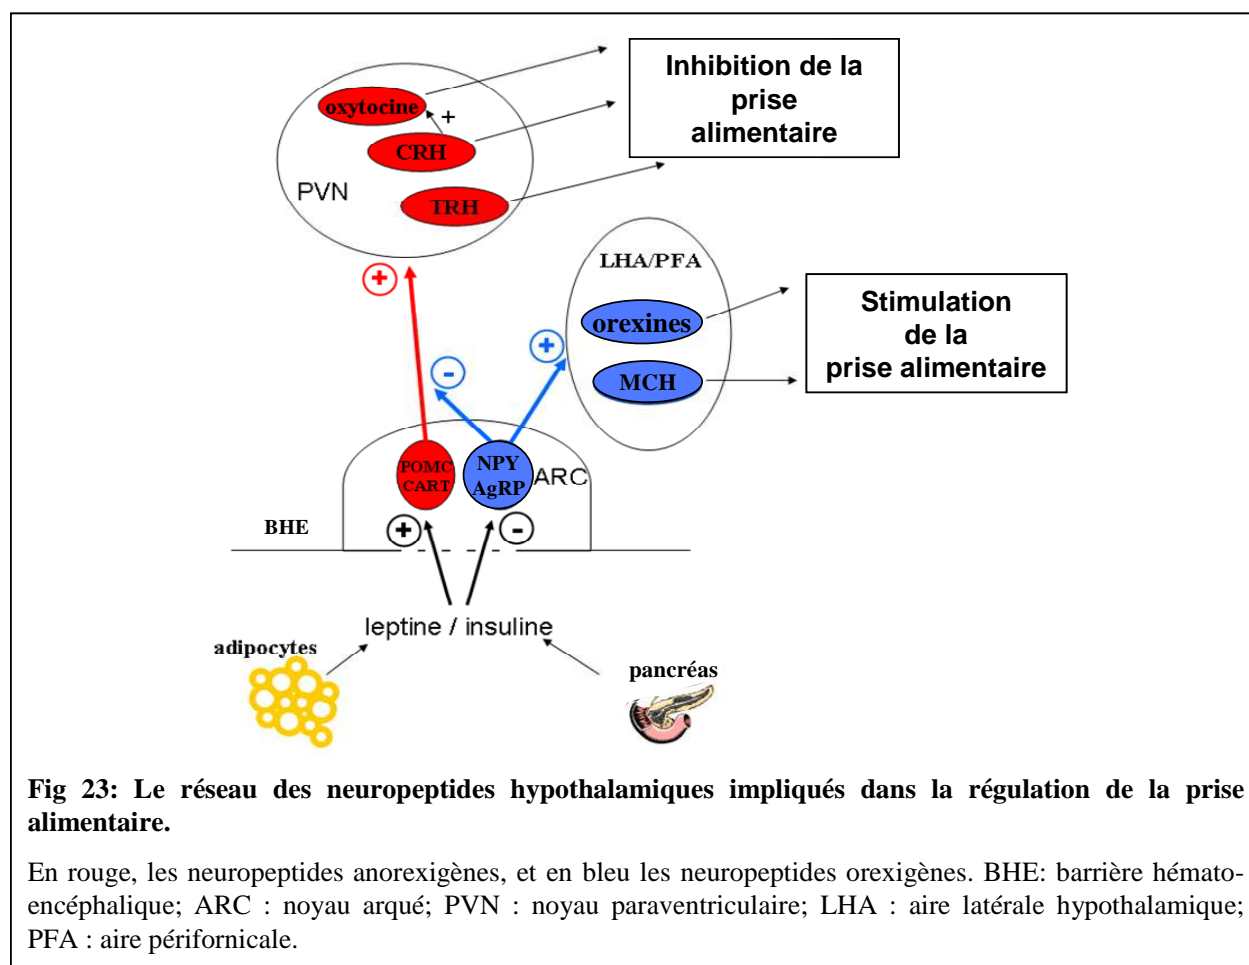 Inhibition de la
prise
alimentaire
oxytocine
+
CRH
PVN
TRH
LHA/PFA
+
orexines
Stimulation
de la
prise alimentaire
+
-
MCH
POMC
CART
NPY
AgRP
ARC
BHE
+
-
leptine / insuline
adipocytes
pancréas
Fig 23: Le réseau des neuropeptides hypothalamiques impliqués dans la régulation de la prise
alimentaire.
En rouge, les neuropeptides anorexigènes, et en bleu les neuropeptides orexigènes. BHE: barrière hémato-
encéphalique; ARC : noyau arqué; PVN : noyau paraventriculaire; LHA : aire latérale hypothalamique;
PFA : aire périfornicale.